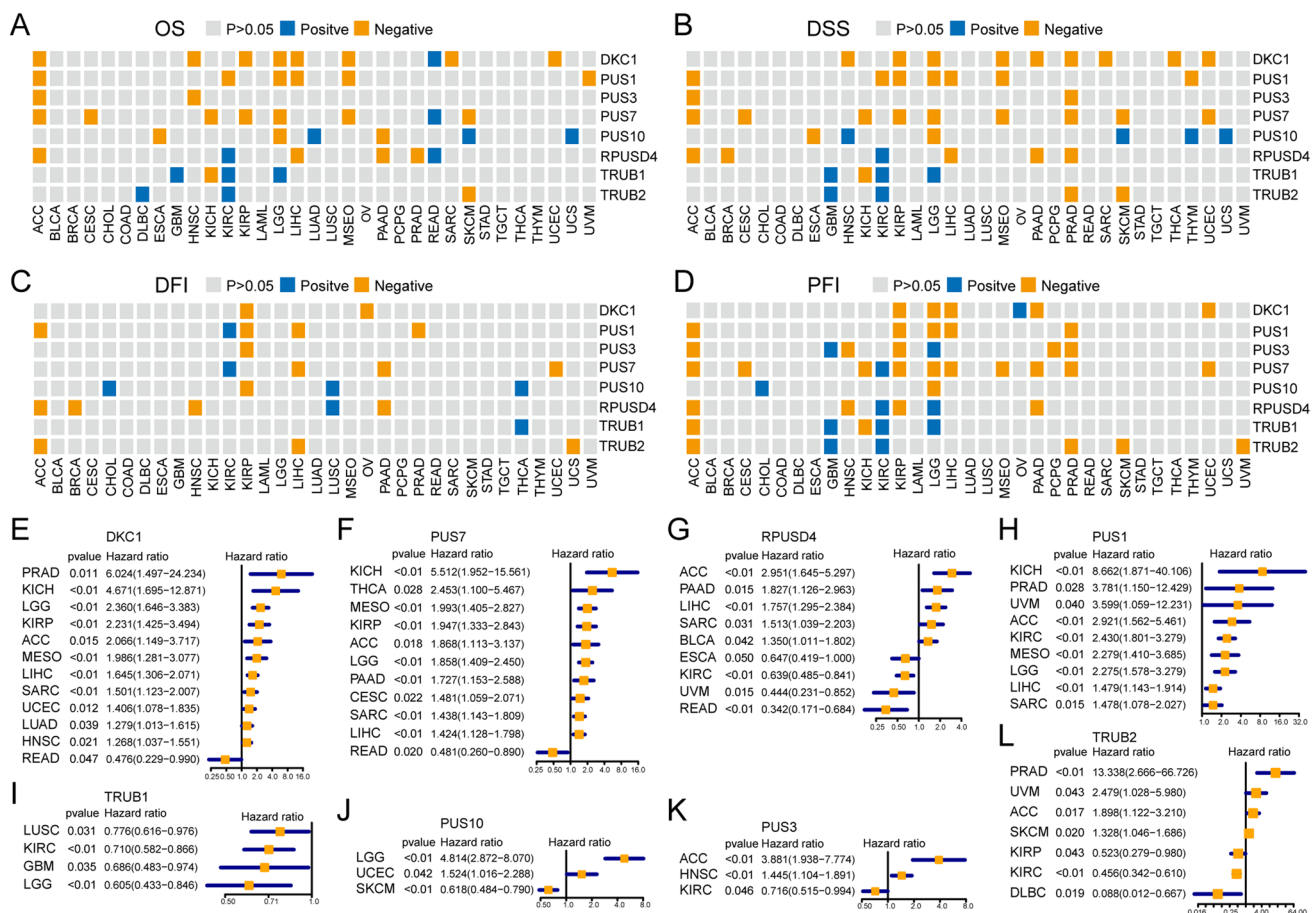 A OS P>0.05 Positve Negative
DKC1
PUS1
PUS3
PUS7
PUS10
RPUSD4
TRUB1
TRUB2
ACC BLCA BRCA CESC CHOL COAD DLBC ESCA GBM HNSC KICH KIRC KIRP LAML LGG LIHC LUAD LUSC MSEO OV PAAD PCPG PRAD READ SARC SKCM STAD TGCT THCA THYM UCEC UCS UVM
B DSS P>0.05 Positve Negative
DKC1
PUS1
PUS3
PUS7
PUS10
RPUSD4
TRUB1
TRUB2
ACC BLCA BRCA CESC CHOL COAD DLBC ESCA GBM HNSC KICH KIRC KIRP LAML LGG LIHC LUAD LUSC MSEO OV PAAD PCPG PRAD READ SARC SKCM STAD TGCT THCA THYM UCEC UCS UVM
C DFI P>0.05 Positve Negative
DKC1
PUS1
PUS3
PUS7
PUS10
RPUSD4
TRUB1
TRUB2
ACC BLCA BRCA CESC CHOL COAD DLBC ESCA GBM HNSC KICH KIRC KIRP LAML LGG LIHC LUAD LUSC MSEO OV PAAD PCPG PRAD READ SARC SKCM STAD TGCT THCA THYM UCEC UCS UVM
D PFI P>0.05 Positve Negative
DKC1
PUS1
PUS3
PUS7
PUS10
RPUSD4
TRUB1
TRUB2
ACC BLCA BRCA CESC CHOL COAD DLBC ESCA GBM HNSC KICH KIRC KIRP LAML LGG LIHC LUAD LUSC MSEO OV PAAD PCPG PRAD READ SARC SKCM STAD TGCT THCA THYM UCEC UCS UVM
E DKC1
pvalue Hazard ratio Hazard ratio
PRAD 0.011 6.024(1.497−24.234)
KICH <0.01 4.671(1.695−12.871)
LGG <0.01 2.360(1.646−3.383)
KIRP <0.01 2.231(1.425−3.494)
ACC 0.015 2.066(1.149−3.717)
MESO <0.01 1.986(1.281−3.077)
LIHC <0.01 1.645(1.306−2.071)
SARC <0.01 1.501(1.123−2.007)
UCEC 0.012 1.406(1.078−1.835)
LUAD 0.039 1.279(1.013−1.615)
HNSC 0.021 1.268(1.037−1.551)
READ 0.047 0.476(0.229−0.990)
0.25 0.50 1.0 2.0 4.0 8.0 16.0
F PUS7
pvalue Hazard ratio Hazard ratio
KICH <0.01 5.512(1.952−15.561)
THCA 0.028 2.453(1.100−5.467)
MESO <0.01 1.993(1.405−2.827)
KIRP <0.01 1.947(1.333−2.843)
ACC 0.018 1.868(1.113−3.137)
LGG <0.01 1.858(1.409−2.450)
PAAD <0.01 1.727(1.153−2.588)
CESC 0.022 1.481(1.059−2.071)
SARC <0.01 1.438(1.143−1.809)
LIHC <0.01 1.424(1.128−1.798)
READ 0.020 0.481(0.260−0.890)
0.25 0.50 1.0 2.0 4.0 8.0 16.0
G RPUSD4
pvalue Hazard ratio Hazard ratio
ACC <0.01 2.951(1.645−5.297)
PAAD 0.015 1.827(1.126−2.963)
LIHC <0.01 1.757(1.295−2.384)
SARC 0.031 1.513(1.039−2.203)
BLCA 0.042 1.350(1.011−1.802)
ESCA 0.050 0.647(0.419−1.000)
KIRC <0.01 0.639(0.485−0.841)
UVM 0.015 0.444(0.231−0.852)
READ <0.01 0.342(0.171−0.684)
0.25 0.50 1.0 2.0 4.0
H PUS1
pvalue Hazard ratio Hazard ratio
KICH <0.01 8.662(1.871−40.106)
PRAD 0.028 3.781(1.150−12.429)
UVM 0.040 3.599(1.059−12.231)
ACC <0.01 2.921(1.562−5.461)
KIRC <0.01 2.430(1.801−3.279)
MESO <0.01 2.279(1.410−3.685)
LGG <0.01 2.275(1.578−3.279)
LIHC <0.01 1.479(1.143−1.914)
SARC 0.015 1.478(1.078−2.027)
1.0 2.0 4.0 8.0 16.0 32.0
I TRUB1
pvalue Hazard ratio Hazard ratio
LUSC 0.031 0.776(0.616−0.976)
KIRC <0.01 0.710(0.582−0.866)
GBM 0.035 0.686(0.483−0.974)
LGG <0.01 0.605(0.433−0.846)
0.50 0.71 1.0
J PUS10
pvalue Hazard ratio Hazard ratio
LGG <0.01 4.814(2.872−8.070)
UCEC 0.042 1.524(1.016−2.288)
SKCM <0.01 0.618(0.484−0.790)
0.50 1.0 2.0 4.0 8.0
K PUS3
pvalue Hazard ratio Hazard ratio
ACC <0.01 3.881(1.938−7.774)
HNSC <0.01 1.445(1.104−1.891)
KIRC 0.046 0.716(0.515−0.994)
0.50 1.0 2.0 4.0 8.0
L TRUB2
pvalue Hazard ratio Hazard ratio
PRAD <0.01 13.338(2.666−66.726)
UVM 0.043 2.479(1.028−5.980)
ACC 0.017 1.898(1.122−3.210)
SKCM 0.020 1.328(1.046−1.686)
KIRP 0.043 0.523(0.279−0.980)
KIRC <0.01 0.456(0.342−0.610)
DLBC 0.019 0.088(0.012−0.667)
0.016 0.25 4.00 64.00